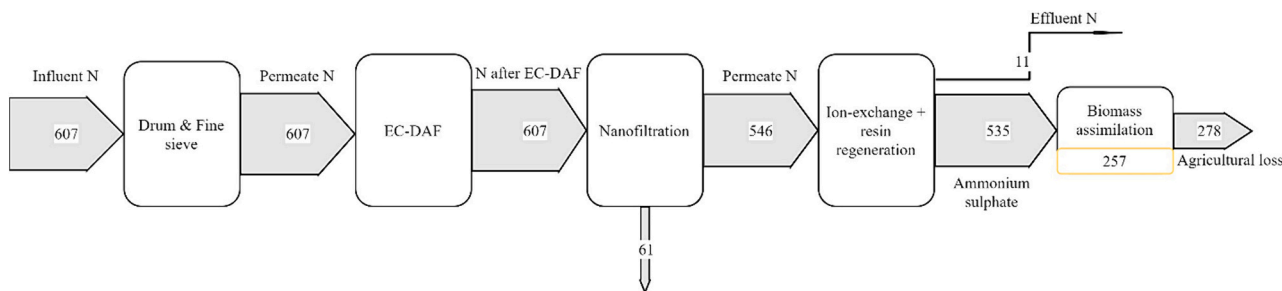 Effluent N
11
Influent N
Permeate N
N after EC-DAF
Permeate N
607
Drum & Fine
sieve
607
EC-DAF
607
Nanofiltration
546
Ion-exchange +
resin
regeneration
535
Biomass
assimilation
257
278
Agricultural loss
Ammonium
sulphate
61